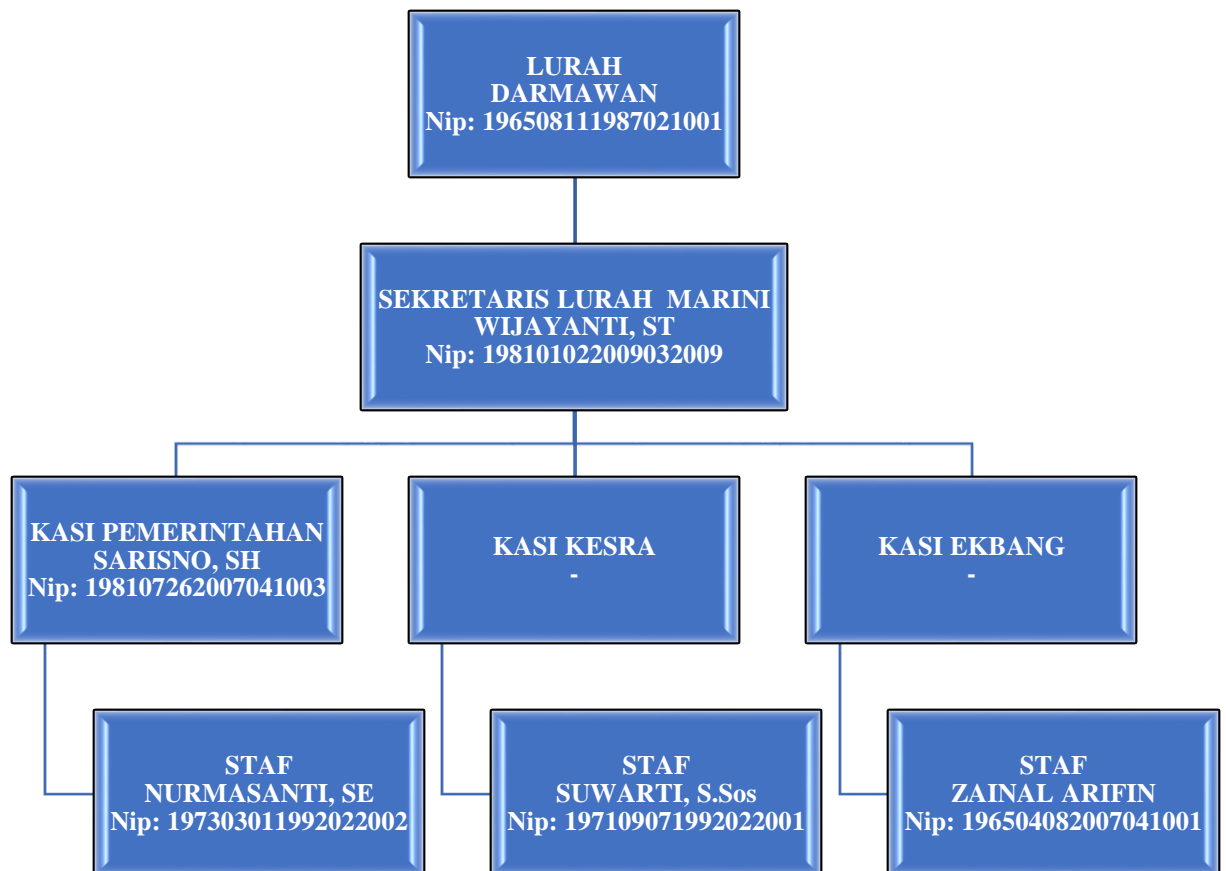 LURAH
DARMAWAN
Nip: 196508111987021001
SEKRETARIS LURAH  MARINI
WIJAYANTI, ST
Nip: 198101022009032009
KASI PEMERINTAHAN
SARISNO, SH
Nip: 198107262007041003
KASI KESRA
-
KASI EKBANG
-
STAF
NURMASANTI, SE
Nip: 197303011992022002
STAF
SUWARTI, S.Sos
Nip: 197109071992022001
STAF
ZAINAL ARIFIN
Nip: 196504082007041001